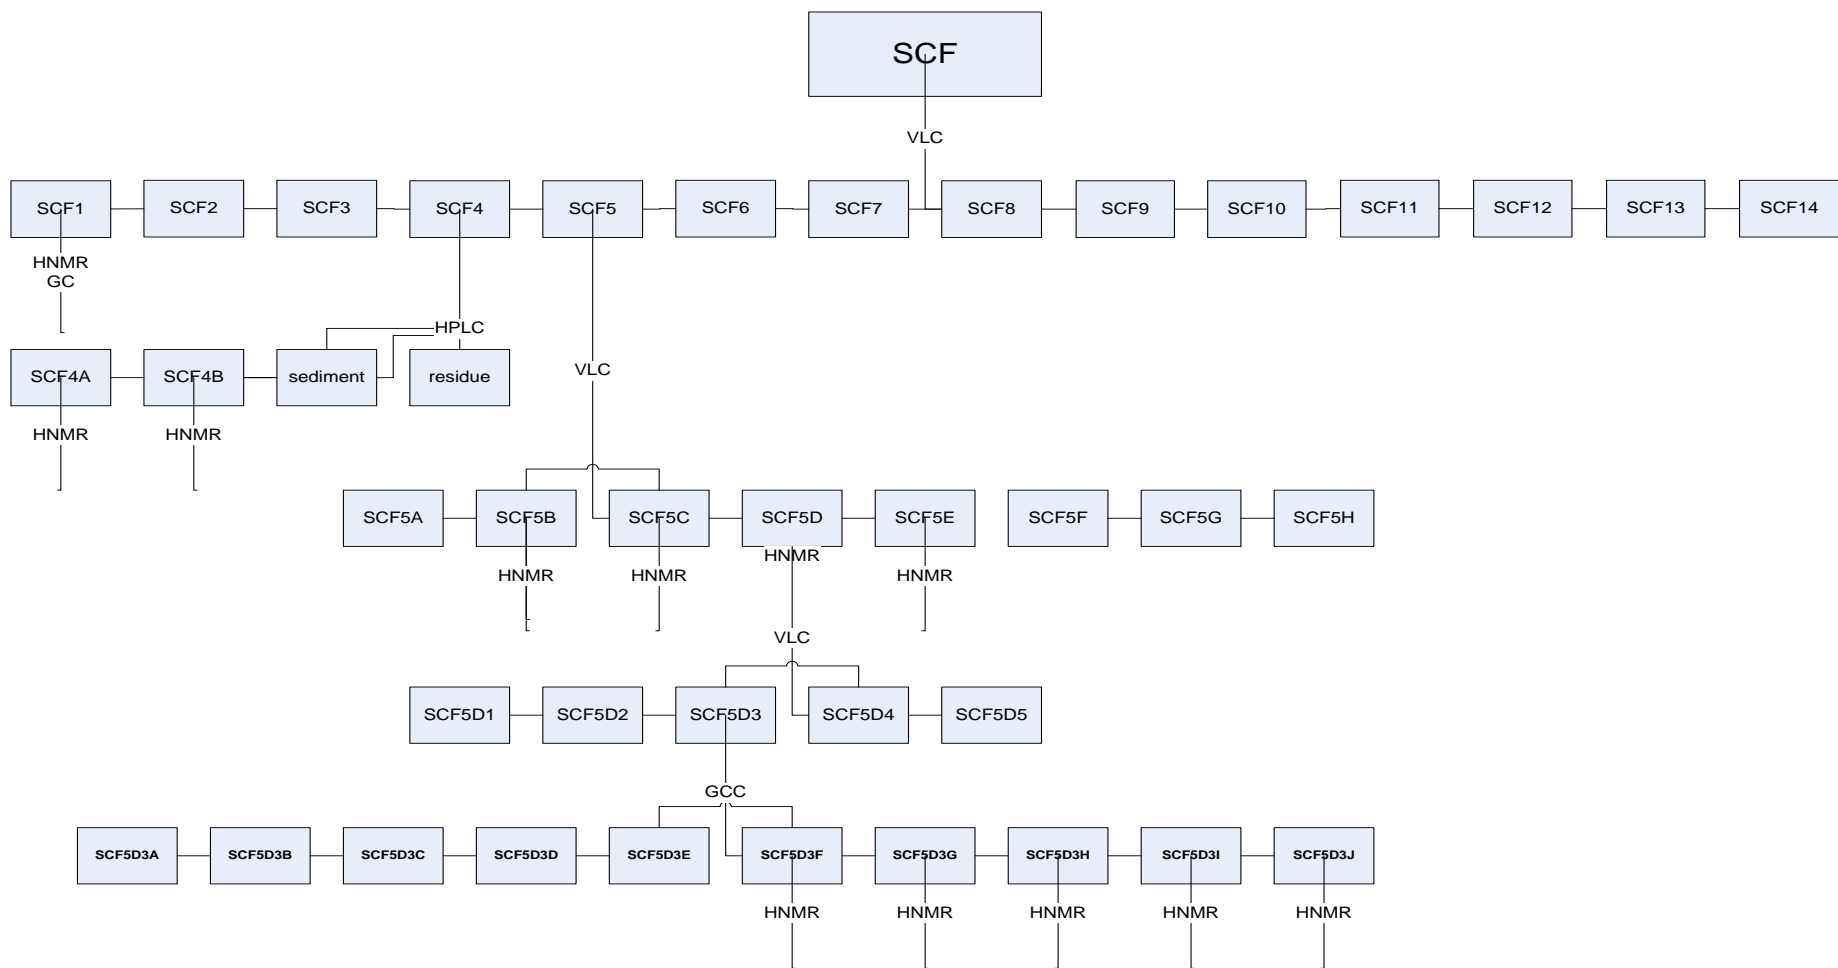 SCF
VLC
SCF1 SCF2 SCF3 SCF4 SCF5 SCF6 SCF7 SCF8 SCF9 SCF10 SCF11 SCF12 SCF13 SCF14
HNMR
GC
HPLC
VLC
SCF4A SCF4B sediment residue
HNMR HNMR
SCF5A SCF5B SCF5C SCF5D SCF5E SCF5F SCF5G SCF5H
HNMR
HNMR HNMR HNMR
VLC
SCF5D1 SCF5D2 SCF5D3 SCF5D4 SCF5D5
GCC
SCF5D3A SCF5D3B SCF5D3C SCF5D3D SCF5D3E SCF5D3F SCF5D3G SCF5D3H SCF5D3I SCF5D3J
HNMR HNMR HNMR HNMR HNMR